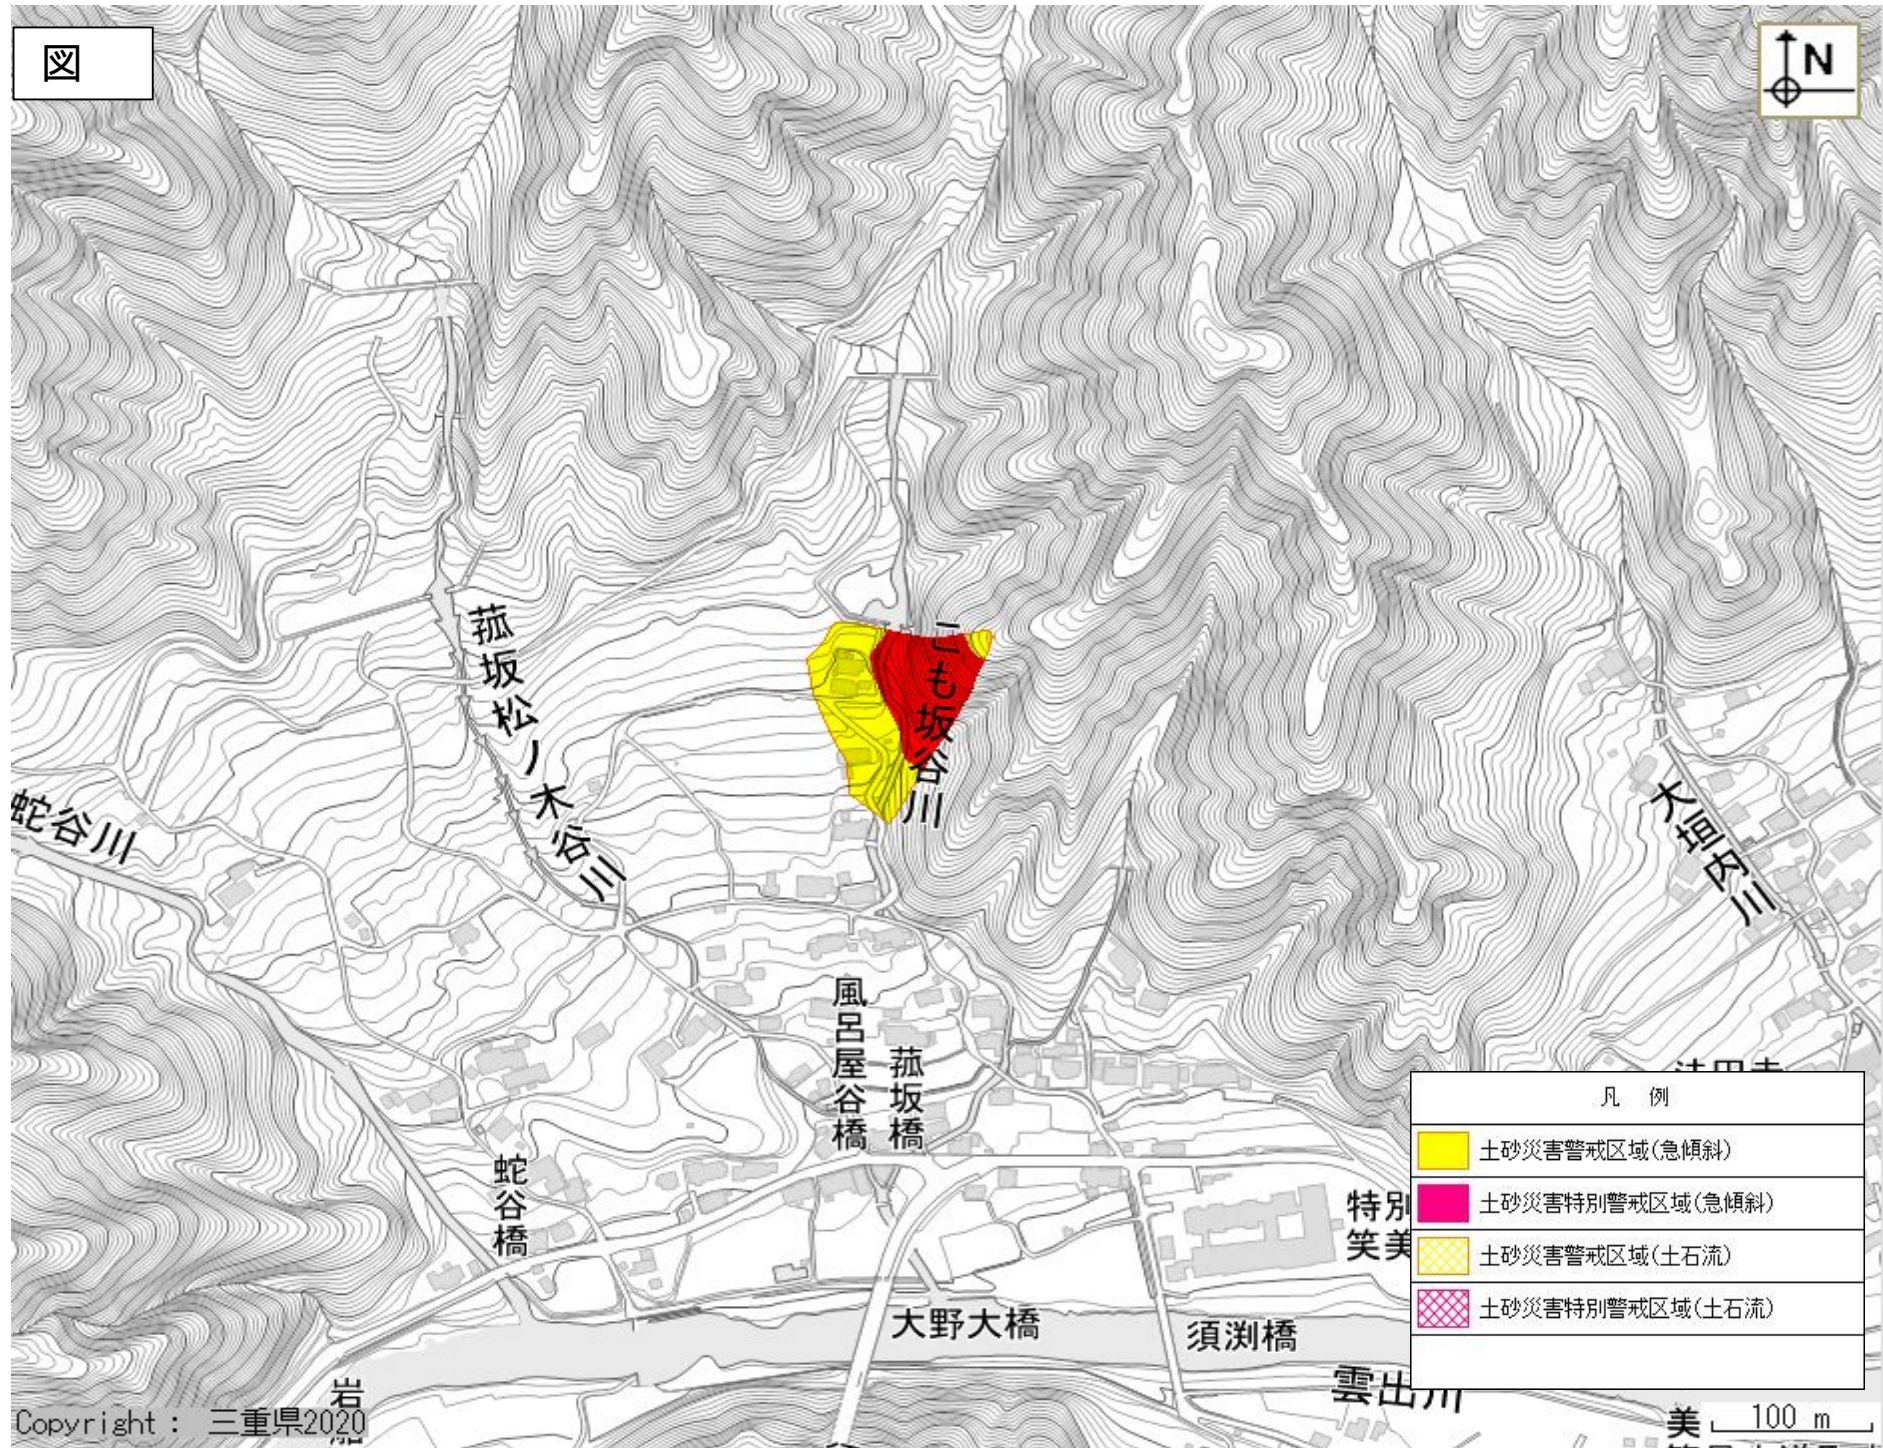 図
N
菰坂松ノ木谷川
こも坂谷川
蛇谷川
大垣内川
風呂屋谷橋
菰坂橋
蛇谷橋
特別
笑美
凡 例
土砂災害警戒区域(急傾斜)
土砂災害特別警戒区域(急傾斜)
土砂災害警戒区域(土石流)
土砂災害特別警戒区域(土石流)
大野大橋
須渕橋
雲出川
岩
美
100 m
Copyright： 三重県2020